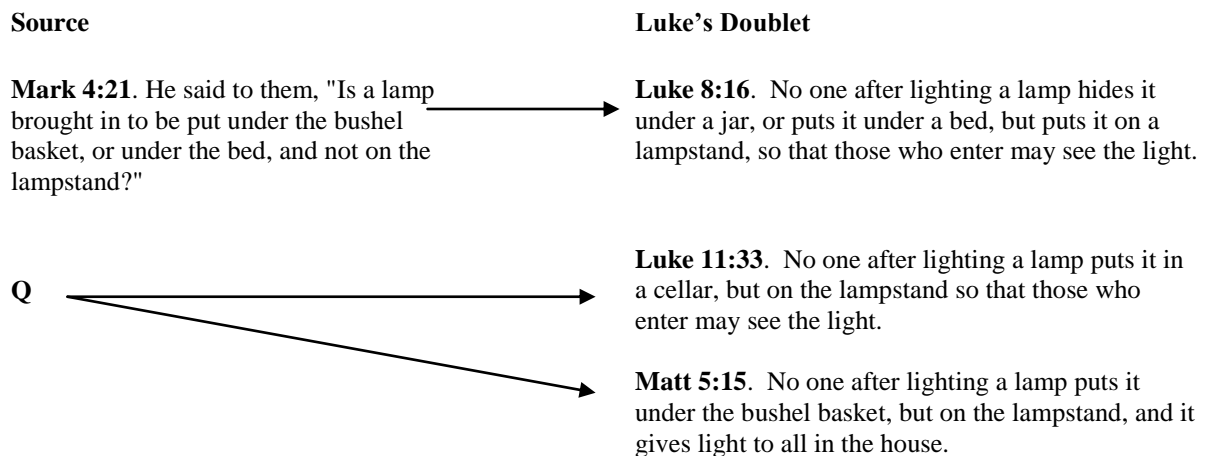 Source
Luke's Doublet
Mark 4:21. He said to them, "Is a lamp
brought in to be put under the bushel
basket, or under the bed, and not on the
lampstand?"
Luke 8:16. No one after lighting a lamp hides it
under a jar, or puts it under a bed, but puts it on a
lampstand, so that those who enter may see the light.
Q
Luke 11:33. No one after lighting a lamp puts it in
a cellar, but on the lampstand so that those who
enter may see the light.
Matt 5:15. No one after lighting a lamp puts it
under the bushel basket, but on the lampstand, and it
gives light to all in the house.